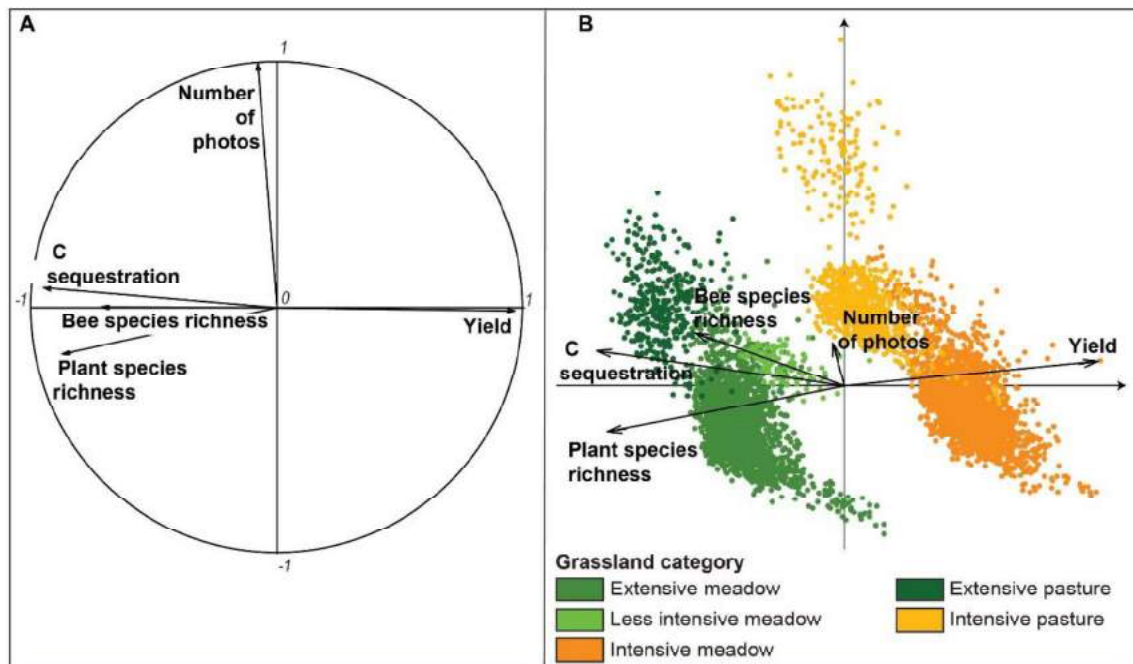 A
1
Number
of
photos
C
sequestration
-1
0
1
Bee species richness
Yield
Plant species
richness
-1
B
Bee species
richness
Number
of photos
Yield
C
sequestration
Plant species
richness
Grassland category
Extensive meadow
Extensive pasture
Less intensive meadow
Intensive pasture
Intensive meadow